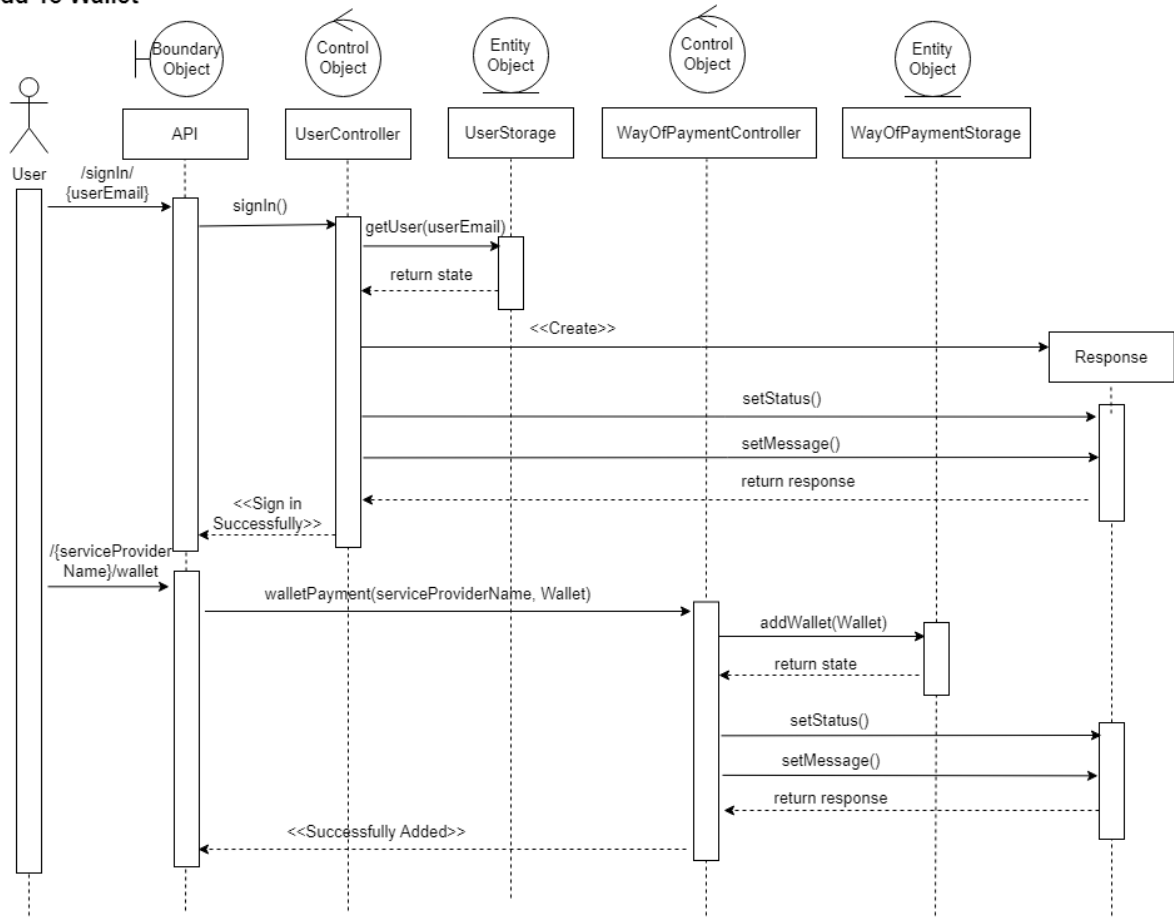 To Wallet
Boundary
Object
Control
Object
Entity
Object
Control
Object
Entity
Object
API
UserController
UserStorage
WayOfPaymentController
WayOfPaymentStorage
User
/signIn/
{userEmail}
signIn()
getUser(userEmail)
return state
<<Create>>
Response
setStatus()
setMessage()
return response
<<Sign in
Successfully>>
/{serviceProvider
Name}/wallet
walletPayment(serviceProviderName, Wallet)
addWallet(Wallet)
return state
setStatus()
setMessage()
return response
<<Successfully Added>>